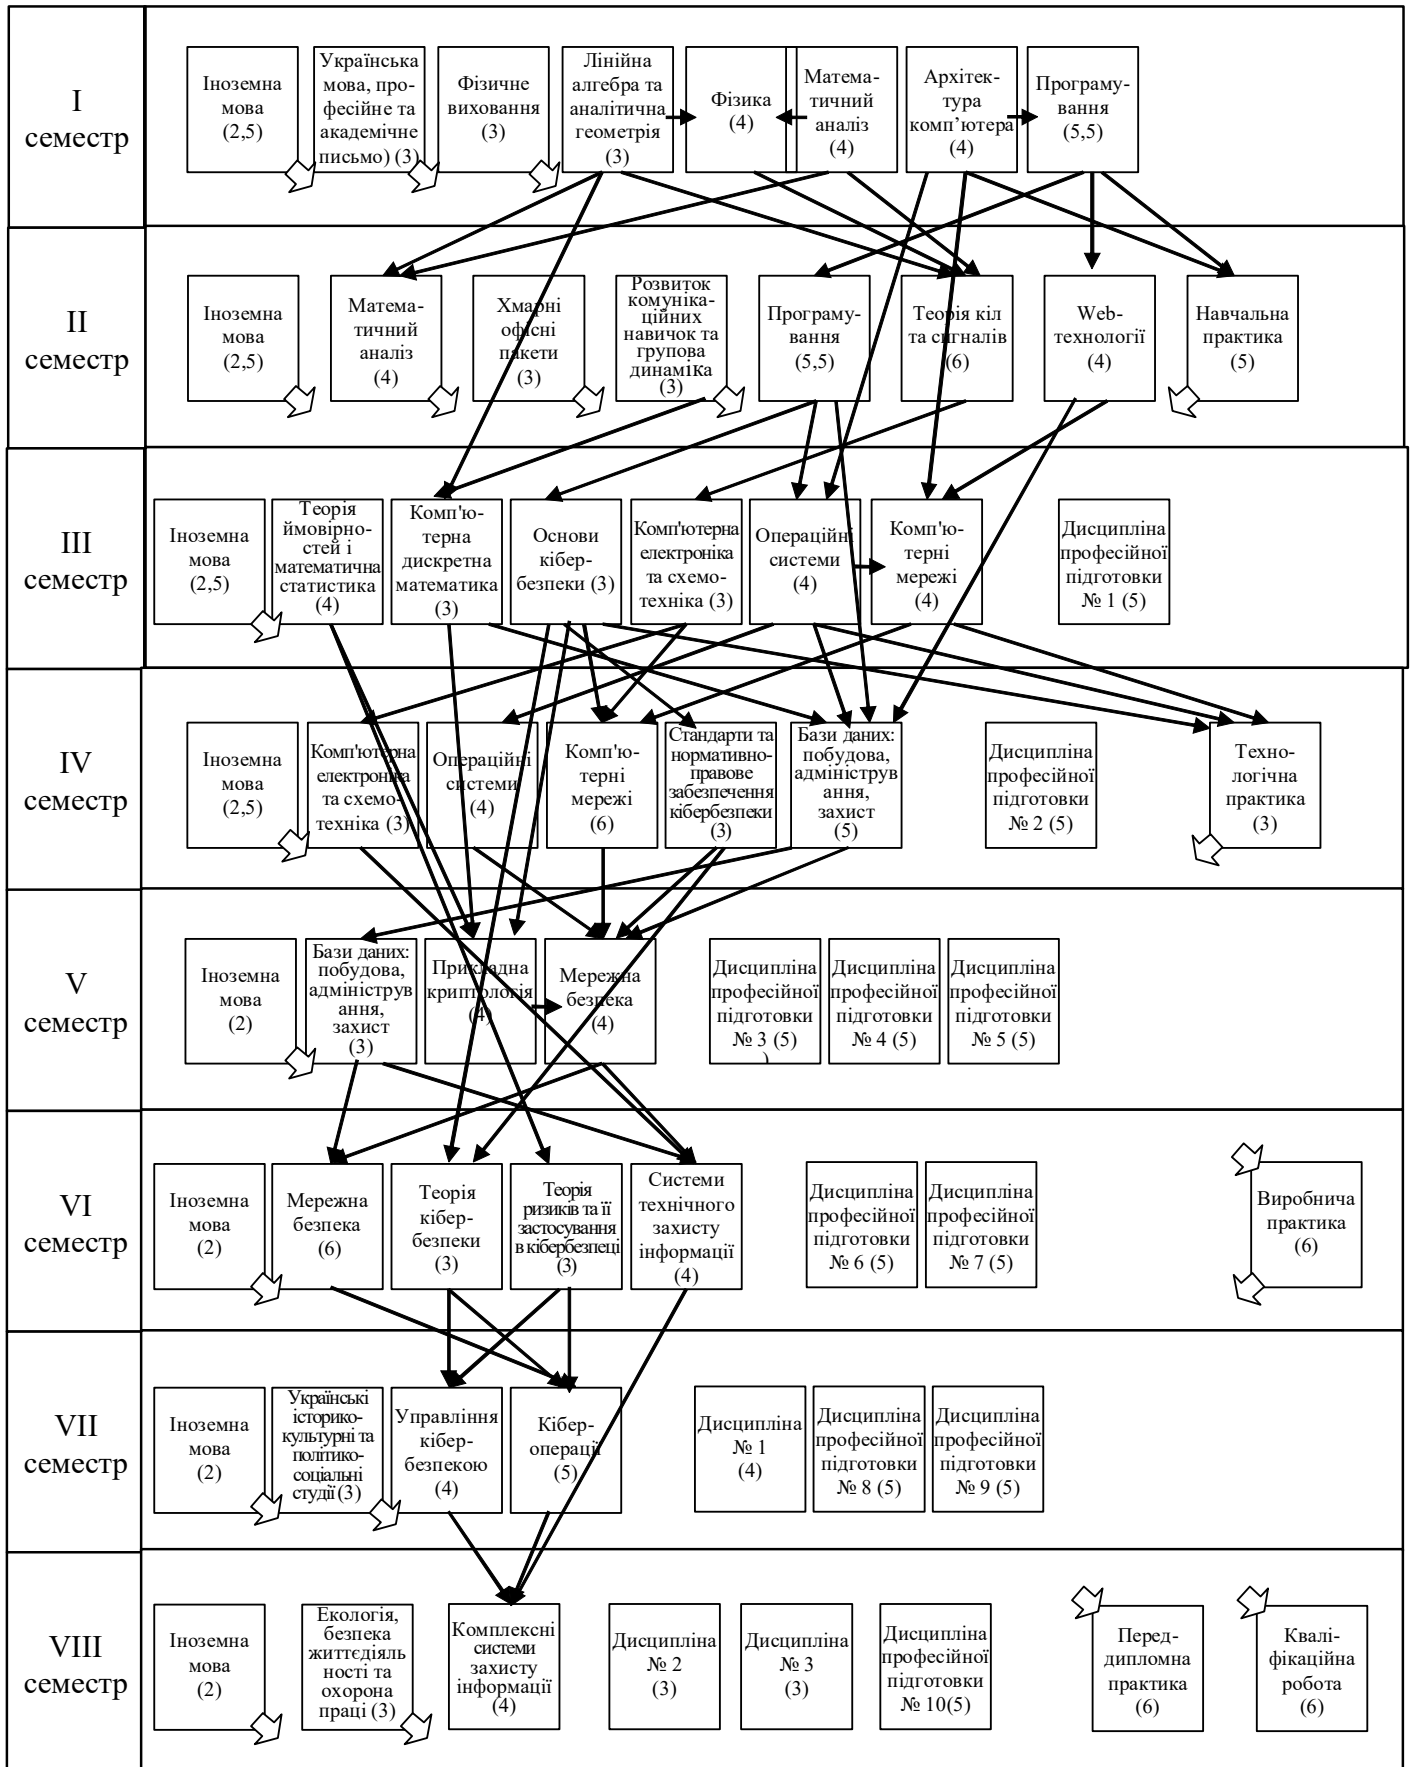 I
семестр
Іноземна
мова
(2,5)
Українська
мова, про-
фесійне та
академічне
письмо) (3)
Фізичне
виховання
(3)
Лінійна
алгебра та
аналітична
геометрія
(3)
Фізика
(4)
Матема-
тичний
аналіз
(4)
Архітек-
тура
комп’ютера
(4)
Програму-
вання
(5,5)
II
семестр
Іноземна
мова
(2,5)
Матема-
тичний
аналіз
(4)
Хмарні
офісні
пакети
(3)
Розвиток
комуніка-
ційних
навичок та
групова
динаміка
(3)
Програму-
вання
(5,5)
Теорія кіл
та сигналів
(6)
Web-
технології
(4)
Навчальна
практика
(5)
III
семестр
Іноземна
мова
(2,5)
Теорія
ймовірно-
стей і
математична
статистика
(4)
Комп'ю-
терна
дискретна
математика
(3)
Основи
кібер-
безпеки (3)
Комп'ютерна
електроніка
та схемо-
техніка (3)
Операційні
системи
(4)
Комп'ю-
терні
мережі
(4)
Дисципліна
професійної
підготовки
№ 1 (5)
IV
семестр
Іноземна
мова
(2,5)
Комп'ютерна
електроніка
та схемо-
техніка (3)
Операційні
системи
(4)
Комп'ю-
терні
мережі
(6)
Стандарти та
нормативно-
правове
забезпечення
кібербезпеки
(3)
Бази даних:
побудова,
адмініструв
ання,
захист
(5)
Дисципліна
професійної
підготовки
№ 2 (5)
Техно-
логічна
практика
(3)
V
семестр
Іноземна
мова
(2)
Бази даних:
побудова,
адмініструв
ання,
захист
(3)
Прикладна
криптологія
(4)
Мережна
безпека
(4)
Дисципліна
професійної
підготовки
№ 3 (5)
)
Дисципліна
професійної
підготовки
№ 4 (5)
Дисципліна
професійної
підготовки
№ 5 (5)
VI
семестр
Іноземна
мова
(2)
Мережна
безпека
(6)
Теорія
кібер-
безпеки
(3)
Теорія
ризиків та її
застосування
в кібербезпеці
(3)
Системи
технічного
захисту
інформації
(4)
Дисципліна
професійної
підготовки
№ 6 (5)
Дисципліна
професійної
підготовки
№ 7 (5)
Виробнича
практика
(6)
VII
семестр
Іноземна
мова
(2)
Українські
історико-
культурні та
політико-
соціальні
студії (3)
Управління
кібер-
безпекою
(4)
Кібер-
операції
(5)
Дисципліна
№ 1
(4)
Дисципліна
професійної
підготовки
№ 8 (5)
Дисципліна
професійної
підготовки
№ 9 (5)
VIII
семестр
Іноземна
мова
(2)
Екологія,
безпека
життєдіяль
ності та
охорона
праці (3)
Комплексні
системи
захисту
інформації
(4)
Дисципліна
№ 2
(3)
Дисципліна
№ 3
(3)
Дисципліна
професійної
підготовки
№ 10(5)
Перед-
дипломна
практика
(6)
Квалі-
фікаційна
робота
(6)